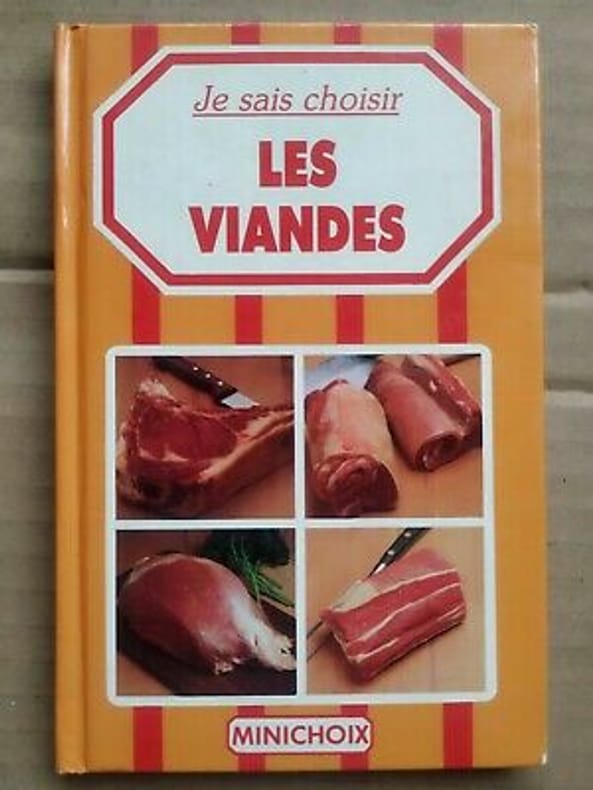 Je sais choisir
LES
VIANDES
MINICHOIX